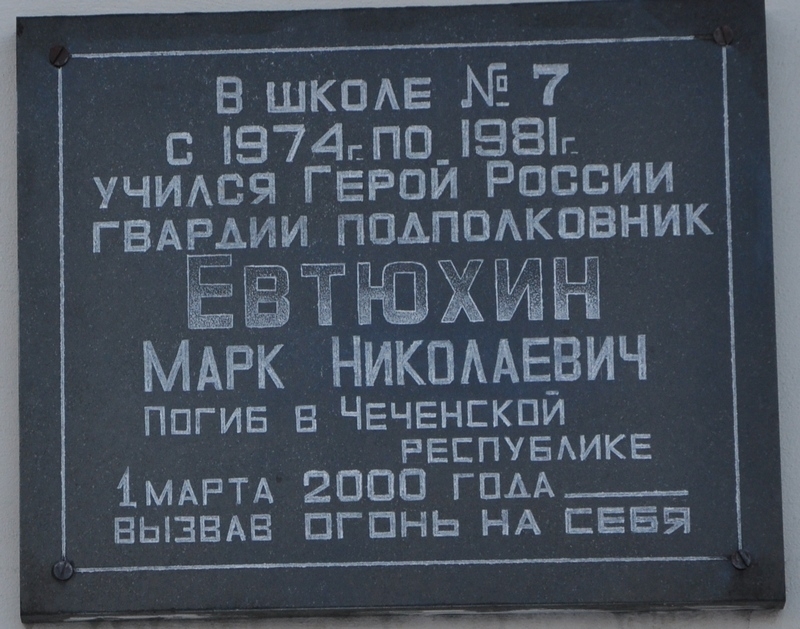 В ШКОЛЕ № 7
С 1974г. ПО 1981г.
УЧИЛСЯ ГЕРОЙ РОССИИ
ГВАРДИИ ПОДПОЛКОВНИК
ЕВТЮХИН
МАРК НИКОЛАЕВИЧ
ПОГИБ В ЧЕЧЕНСКОЙ
РЕСПУБЛИКЕ
1 МАРТА 2000 ГОДА
ВЫЗВАВ ОГОНЬ НА СЕБЯ